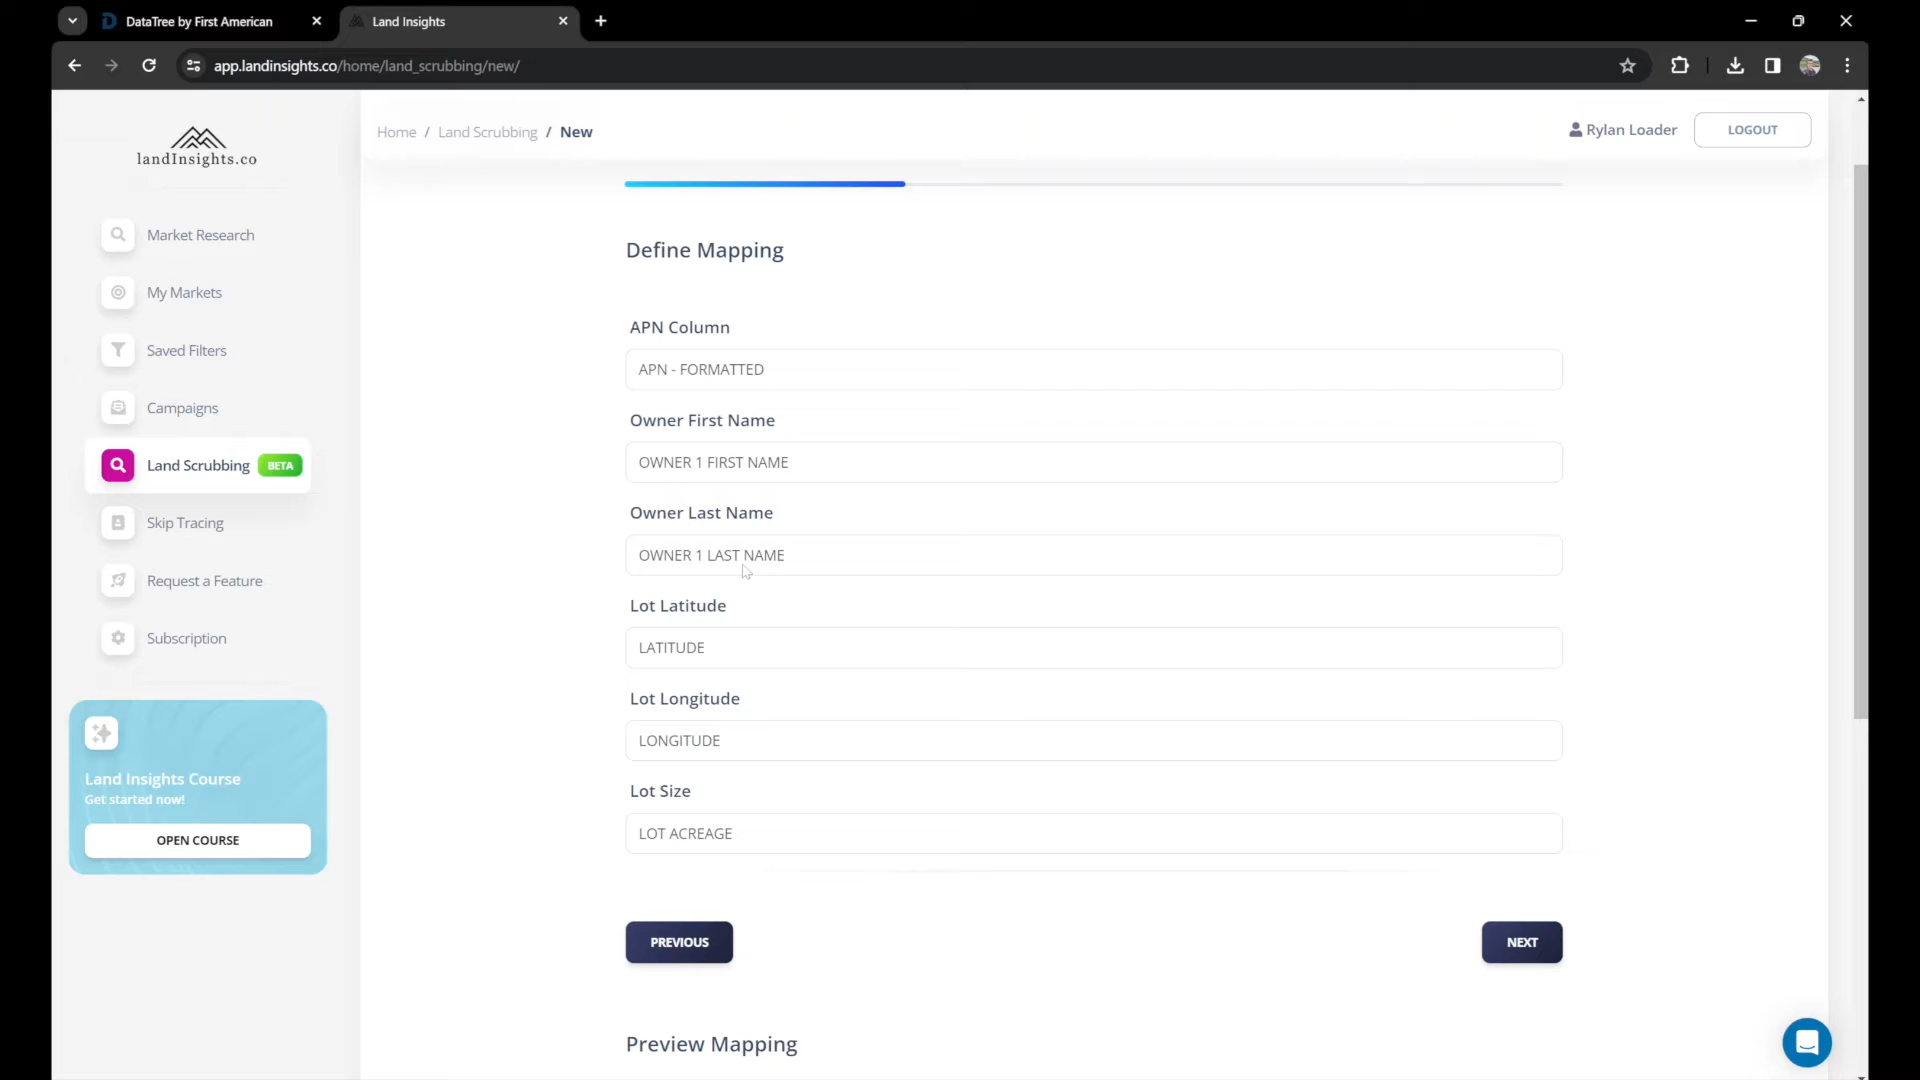 DataTree by First American
Land Insights
app.landinsights.co/home/land_scrubbing/new/
landInsights.co
Home / Land Scrubbing / New
Rylan Loader
LOGOUT
Market Research
My Markets
Saved Filters
Campaigns
Land Scrubbing BETA
Skip Tracing
Request a Feature
Subscription
Land Insights Course
Get started now!
OPEN COURSE
Define Mapping
APN Column
APN - FORMATTED
Owner First Name
OWNER 1 FIRST NAME
Owner Last Name
OWNER 1 LAST NAME
Lot Latitude
LATITUDE
Lot Longitude
LONGITUDE
Lot Size
LOT ACREAGE
PREVIOUS
NEXT
Preview Mapping